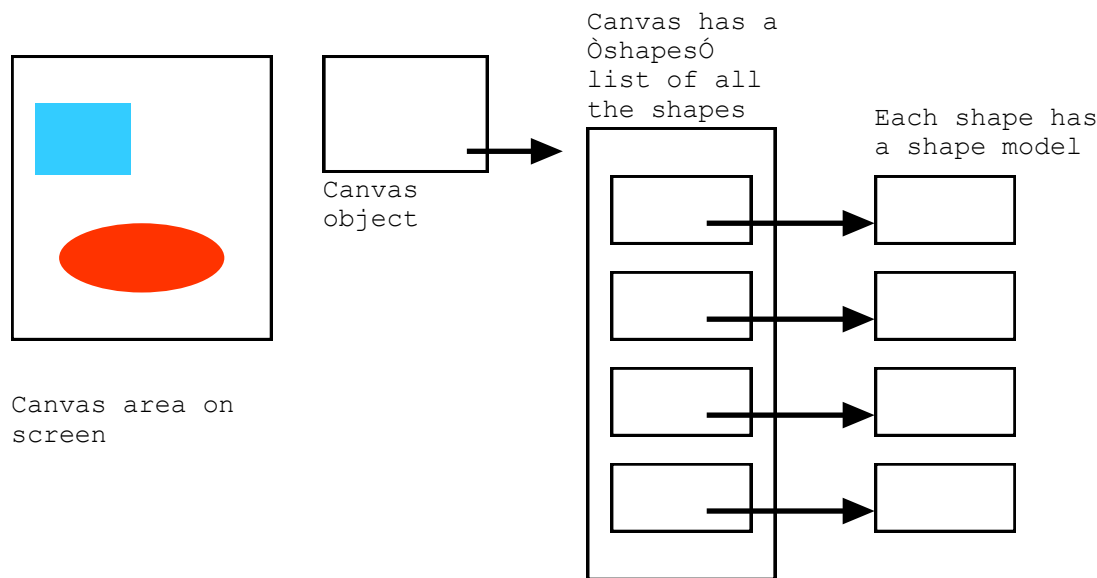 Canvas has a
ÒshapesÓ
list of all
the shapes
Each shape has
a shape model
Canvas
object
Canvas area on
screen